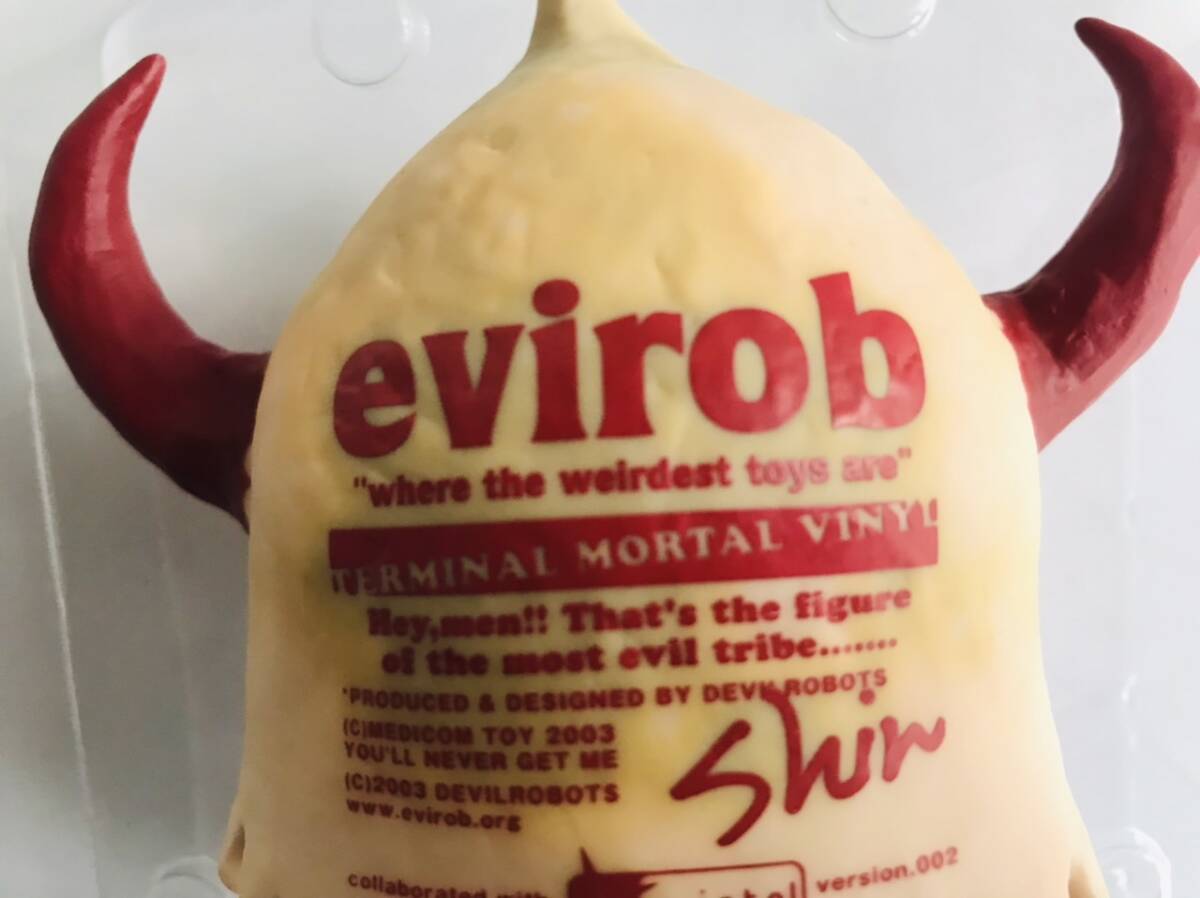 evirob
"where the weirdest toys are"
TERMINAL MORTAL VINYL
Hey,men!! That's the figure
of the most evil tribe.......
*PRODUCED & DESIGNED BY DEVILROBOTS
(C)MEDICOM TOY 2003
YOU'LL NEVER GET ME
Shin
(C)2003 DEVILROBOTS
www.evirob.org
collaborated with version.002